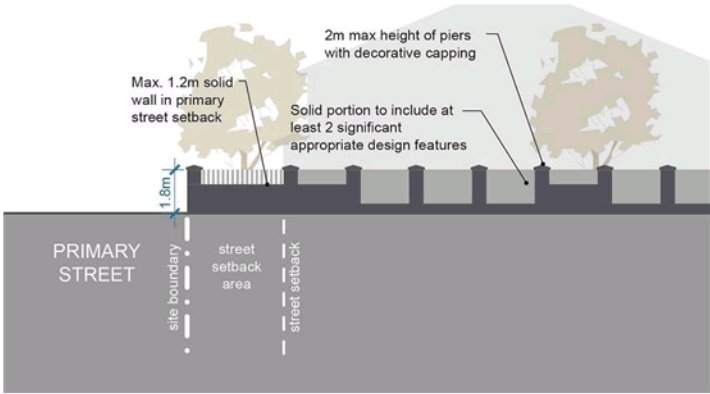 2m max height of piers
with decorative capping
Max. 1.2m solid
wall in primary
street setback
Solid portion to include at
least 2 significant
appropriate design features
1.8m
PRIMARY
STREET
site boundary
street
setback
area
street setback